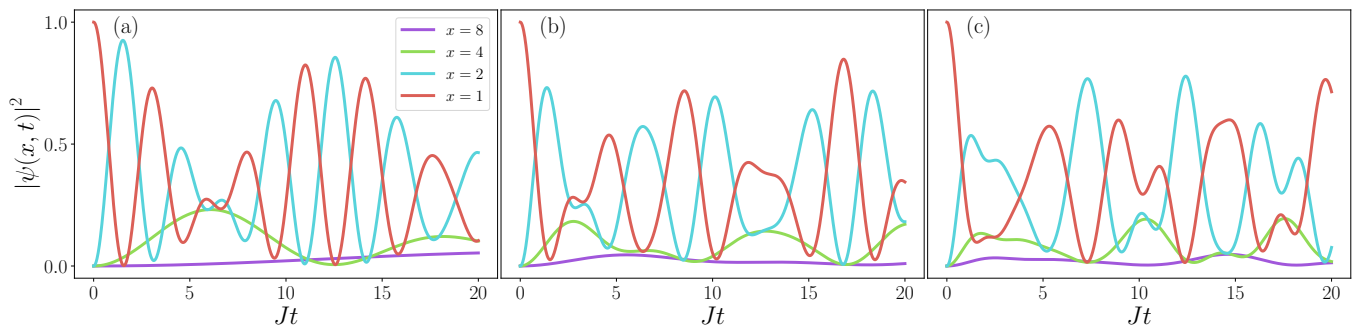 (a)
(b)
(c)
x = 8
x = 4
x = 2
x = 1
|ψ(x, t)|²
1.0
0.5
0.0
0 5 10 15 20
0 5 10 15 20
0 5 10 15 20
Jt
Jt
Jt